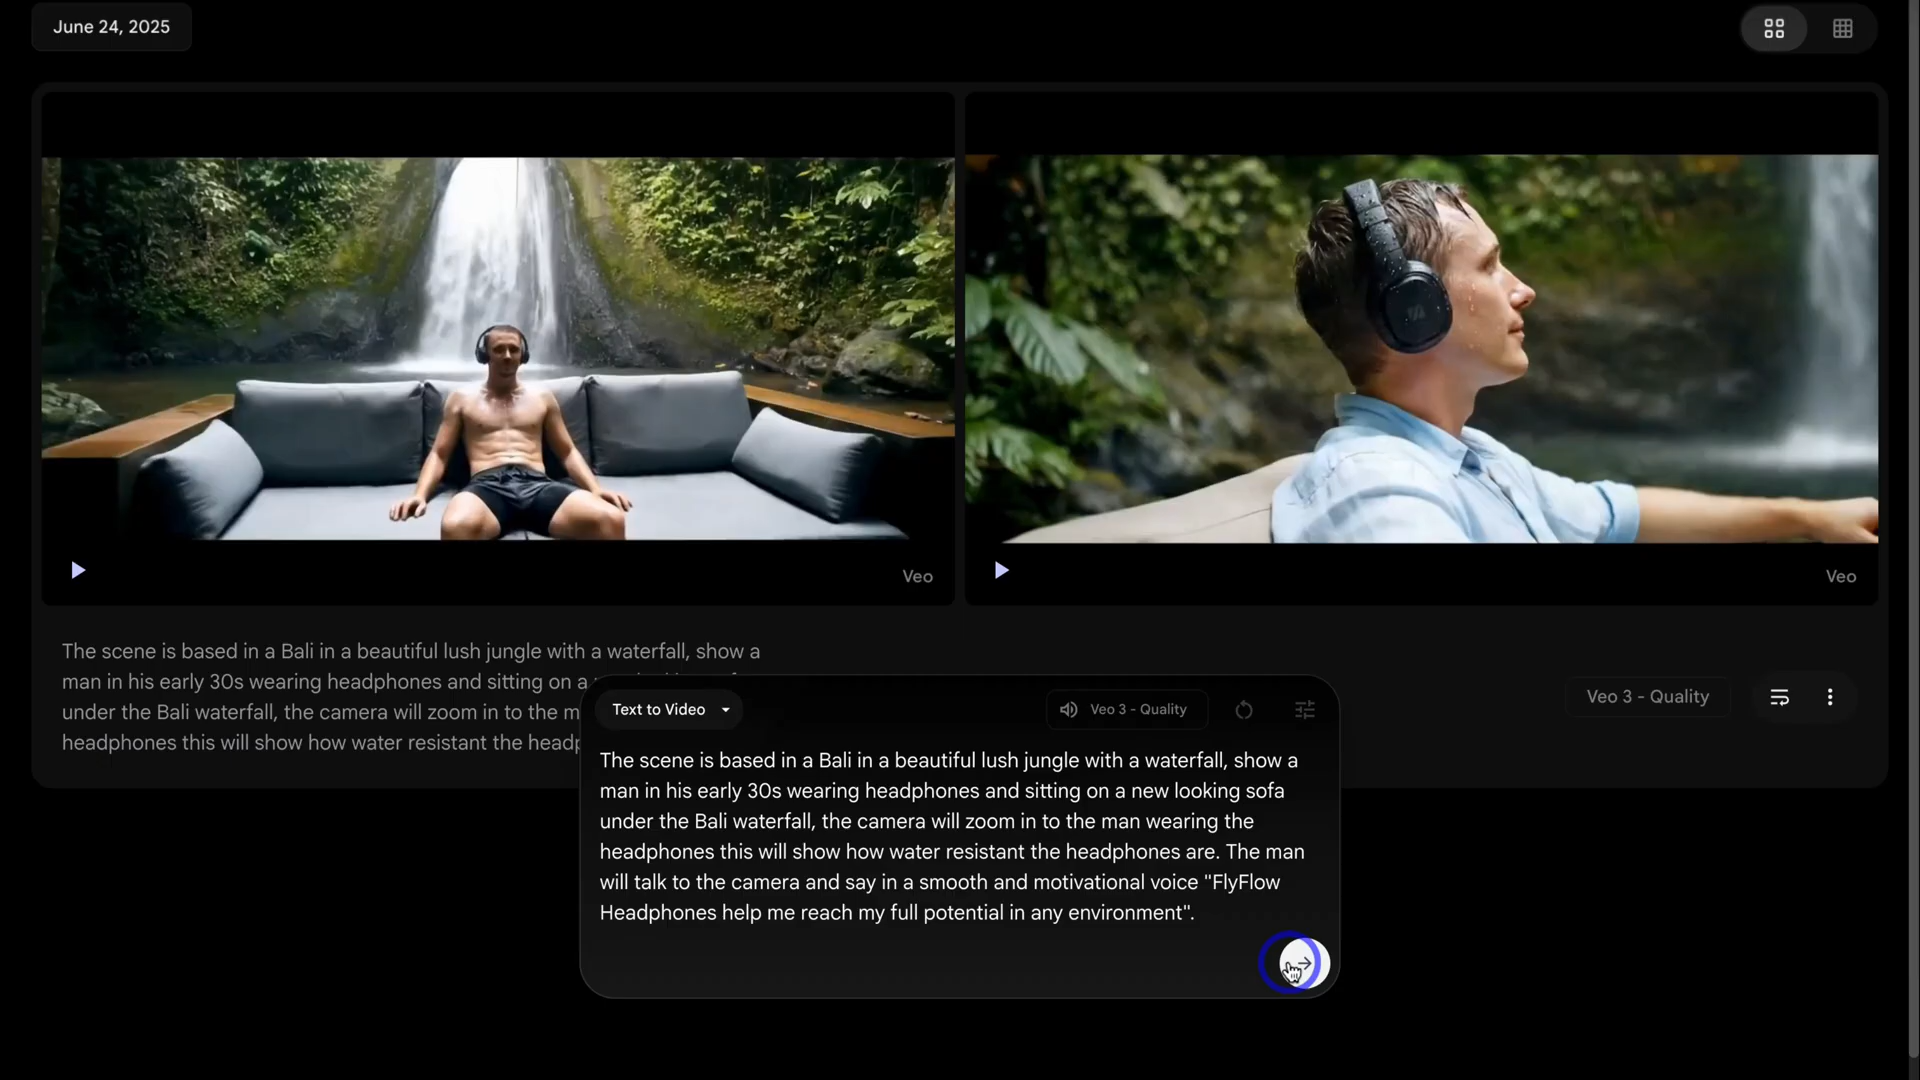 June 24, 2025
Veo
Veo
The scene is based in a Bali in a beautiful lush jungle with a waterfall, show a
man in his early 30s wearing headphones and sitting on a
under the Bali waterfall, the camera will zoom in to the m
headphones this will show how water resistant the headp
Veo 3 - Quality
Text to Video
Veo 3 - Quality
The scene is based in a Bali in a beautiful lush jungle with a waterfall, show a
man in his early 30s wearing headphones and sitting on a new looking sofa
under the Bali waterfall, the camera will zoom in to the man wearing the
headphones this will show how water resistant the headphones are. The man
will talk to the camera and say in a smooth and motivational voice "FlyFlow
Headphones help me reach my full potential in any environment".